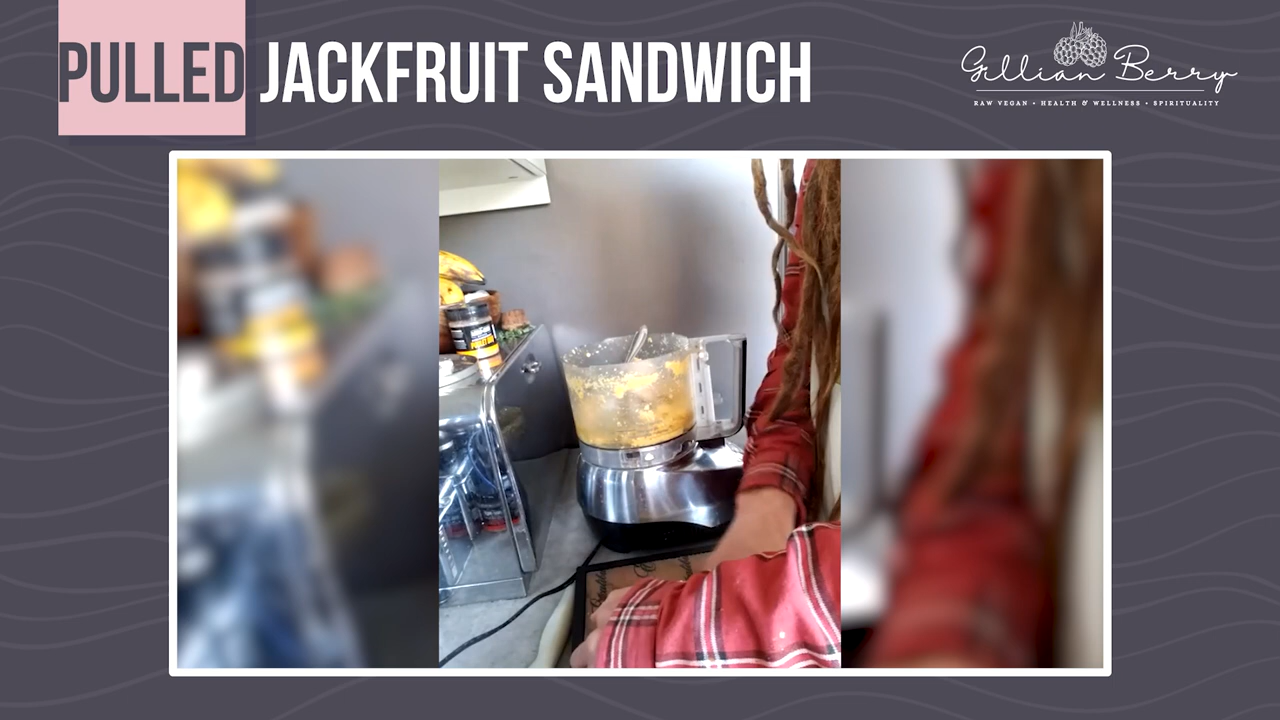 PULLED JACKFRUIT SANDWICH
Gillian Berry
RAW VEGAN • HEALTH & WELLNESS • SPIRITUALITY